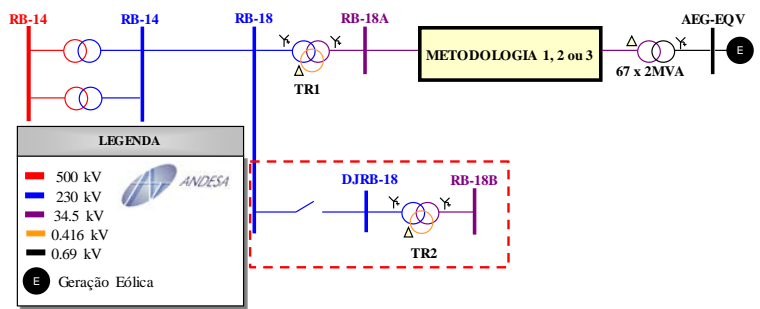 RB-14
RB-14
RB-18
RB-18A
AEG-EQV
METODOLOGIA 1, 2 ou 3
E
67 x 2MVA
TR1
LEGENDA
500 kV
230 kV
34.5 kV
0.416 kV
0.69 kV
E Geração Eólica
ANDESA
DJRB-18
RB-18B
TR2